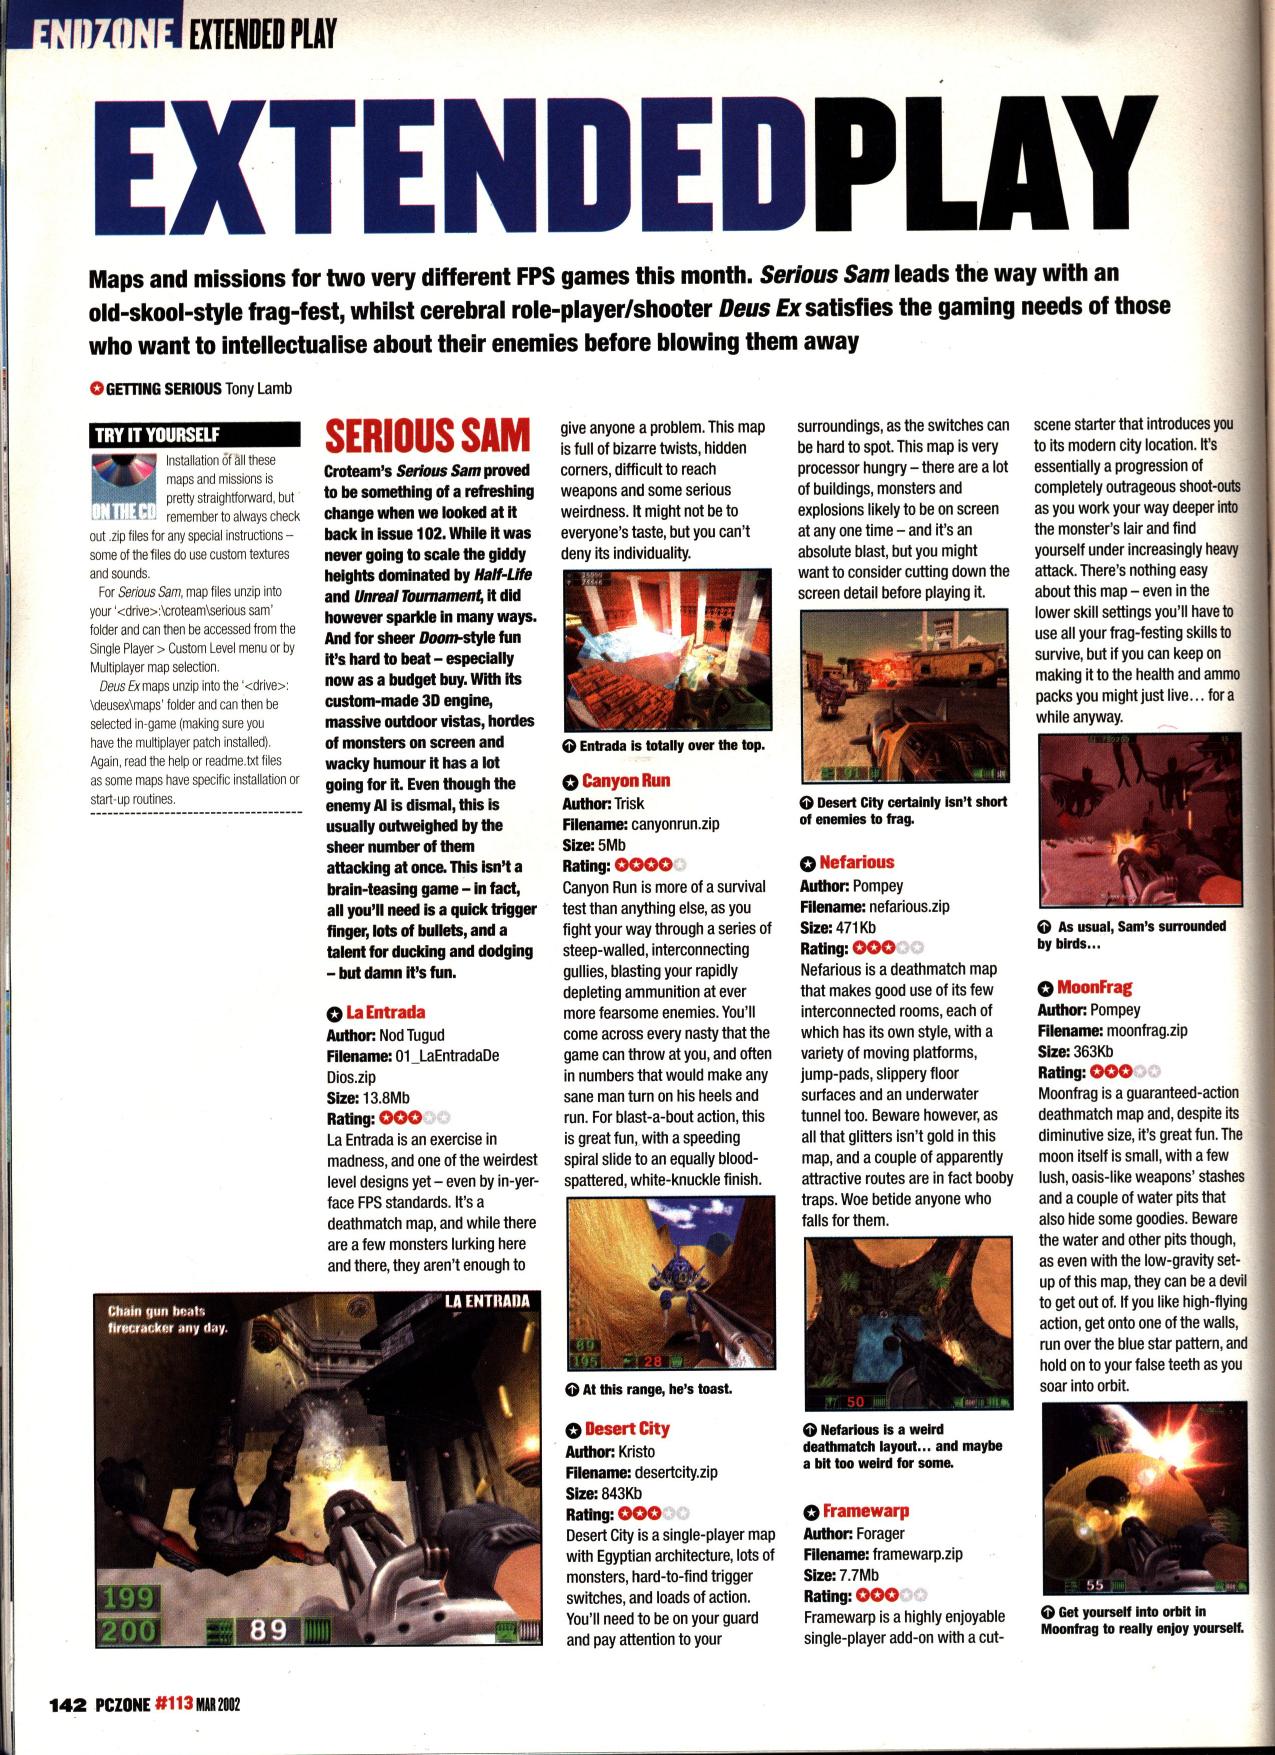 ENDZONE EXTENDED PLAY
EXTENDEDPLAY
Maps and missions for two very different FPS games this month. Serious Sam leads the way with an
old-skool-style frag-fest, whilst cerebral role-player/shooter Deus Ex satisfies the gaming needs of those
who want to intellectualise about their enemies before blowing them away
GETTING SERIOUS Tony Lamb
TRY IT YOURSELF
ON THE CD
Installation of all these
maps and missions is
pretty straightforward, but
remember to always check
out .zip files for any special instructions –
some of the files do use custom textures
and sounds.
For Serious Sam, map files unzip into
your '<drive>:\croteam\serious sam'
folder and can then be accessed from the
Single Player > Custom Level menu or by
Multiplayer map selection.
Deus Ex maps unzip into the '<drive>:
\deusex\maps' folder and can then be
selected in-game (making sure you
have the multiplayer patch installed).
Again, read the help or readme.txt files
as some maps have specific installation or
start-up routines.
SERIOUS SAM
Croteam's Serious Sam proved
to be something of a refreshing
change when we looked at it
back in issue 102. While it was
never going to scale the giddy
heights dominated by Half-Life
and Unreal Tournament, it did
however sparkle in many ways.
And for sheer Doom-style fun
it's hard to beat – especially
now as a budget buy. With its
custom-made 3D engine,
massive outdoor vistas, hordes
of monsters on screen and
wacky humour it has a lot
going for it. Even though the
enemy AI is dismal, this is
usually outweighed by the
sheer number of them
attacking at once. This isn't a
brain-teasing game – in fact,
all you'll need is a quick trigger
finger, lots of bullets, and a
talent for ducking and dodging
– but damn it's fun.
La Entrada
Author: Nod Tugud
Filename: 01_LaEntradaDe
Dios.zip
Size: 13.8Mb
Rating:
La Entrada is an exercise in
madness, and one of the weirdest
level designs yet – even by in-yer-
face FPS standards. It's a
deathmatch map, and while there
are a few monsters lurking here
and there, they aren't enough to
Chain gun beats
firecracker any day.
LA ENTRADA
199
200
89
give anyone a problem. This map
is full of bizarre twists, hidden
corners, difficult to reach
weapons and some serious
weirdness. It might not be to
everyone's taste, but you can't
deny its individuality.
Entrada is totally over the top.
Canyon Run
Author: Trisk
Filename: canyonrun.zip
Size: 5Mb
Rating:
Canyon Run is more of a survival
test than anything else, as you
fight your way through a series of
steep-walled, interconnecting
gullies, blasting your rapidly
depleting ammunition at ever
more fearsome enemies. You'll
come across every nasty that the
game can throw at you, and often
in numbers that would make any
sane man turn on his heels and
run. For blast-a-bout action, this
is great fun, with a speeding
spiral slide to an equally blood-
spattered, white-knuckle finish.
89
195
28
At this range, he's toast.
Desert City
Author: Kristo
Filename: desertcity.zip
Size: 843Kb
Rating:
Desert City is a single-player map
with Egyptian architecture, lots of
monsters, hard-to-find trigger
switches, and loads of action.
You'll need to be on your guard
and pay attention to your
surroundings, as the switches can
be hard to spot. This map is very
processor hungry – there are a lot
of buildings, monsters and
explosions likely to be on screen
at any one time – and it's an
absolute blast, but you might
want to consider cutting down the
screen detail before playing it.
Desert City certainly isn't short
of enemies to frag.
Nefarious
Author: Pompey
Filename: nefarious.zip
Size: 471Kb
Rating:
Nefarious is a deathmatch map
that makes good use of its few
interconnected rooms, each of
which has its own style, with a
variety of moving platforms,
jump-pads, slippery floor
surfaces and an underwater
tunnel too. Beware however, as
all that glitters isn't gold in this
map, and a couple of apparently
attractive routes are in fact booby
traps. Woe betide anyone who
falls for them.
50
Nefarious is a weird
deathmatch layout... and maybe
a bit too weird for some.
Framewarp
Author: Forager
Filename: framewarp.zip
Size: 7.7Mb
Rating:
Framewarp is a highly enjoyable
single-player add-on with a cut-
scene starter that introduces you
to its modern city location. It's
essentially a progression of
completely outrageous shoot-outs
as you work your way deeper into
the monster's lair and find
yourself under increasingly heavy
attack. There's nothing easy
about this map – even in the
lower skill settings you'll have to
use all your frag-festing skills to
survive, but if you can keep on
making it to the health and ammo
packs you might just live... for a
while anyway.
As usual, Sam's surrounded
by birds...
MoonFrag
Author: Pompey
Filename: moonfrag.zip
Size: 363Kb
Rating:
Moonfrag is a guaranteed-action
deathmatch map and, despite its
diminutive size, it's great fun. The
moon itself is small, with a few
lush, oasis-like weapons' stashes
and a couple of water pits that
also hide some goodies. Beware
the water and other pits though,
as even with the low-gravity set-
up of this map, they can be a devil
to get out of. If you like high-flying
action, get onto one of the walls,
run over the blue star pattern, and
hold on to your false teeth as you
soar into orbit.
55
Get yourself into orbit in
Moonfrag to really enjoy yourself.
142 PCZONE #113 MAR 2002